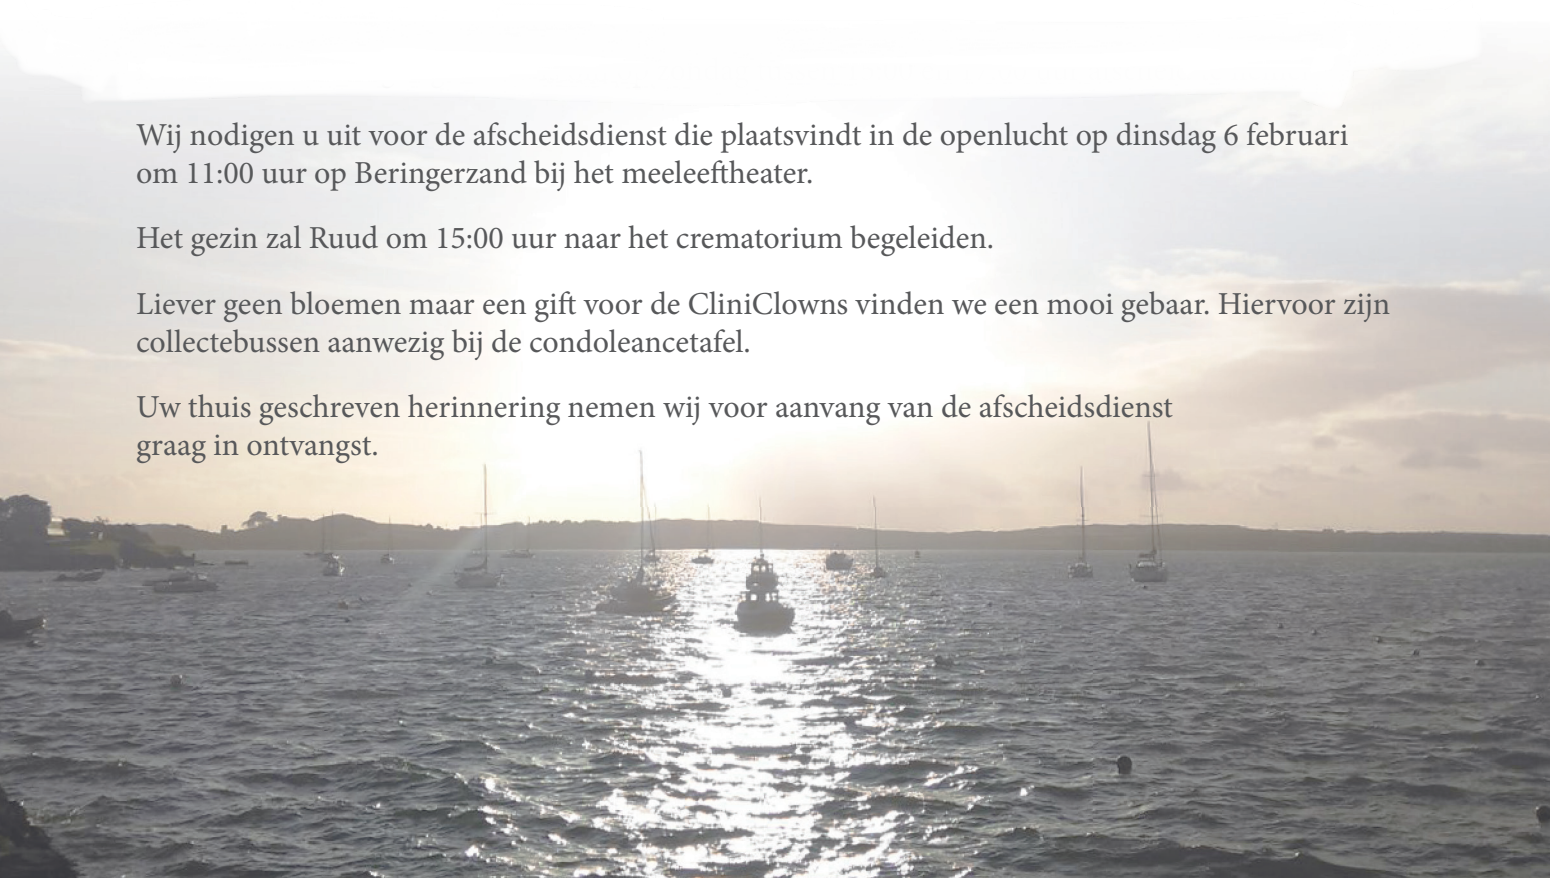 Wij nodigen u uit voor de afscheidsdienst die plaatsvindt in de openlucht op dinsdag 6 februari
om 11:00 uur op Beringerzand bij het meeleeftheater.
Het gezin zal Ruud om 15:00 uur naar het crematorium begeleiden.
Liever geen bloemen maar een gift voor de CliniClowns vinden we een mooi gebaar. Hiervoor zijn
collectebussen aanwezig bij de condoleancetafel.
Uw thuis geschreven herinnering nemen wij voor aanvang van de afscheidsdienst
graag in ontvangst.